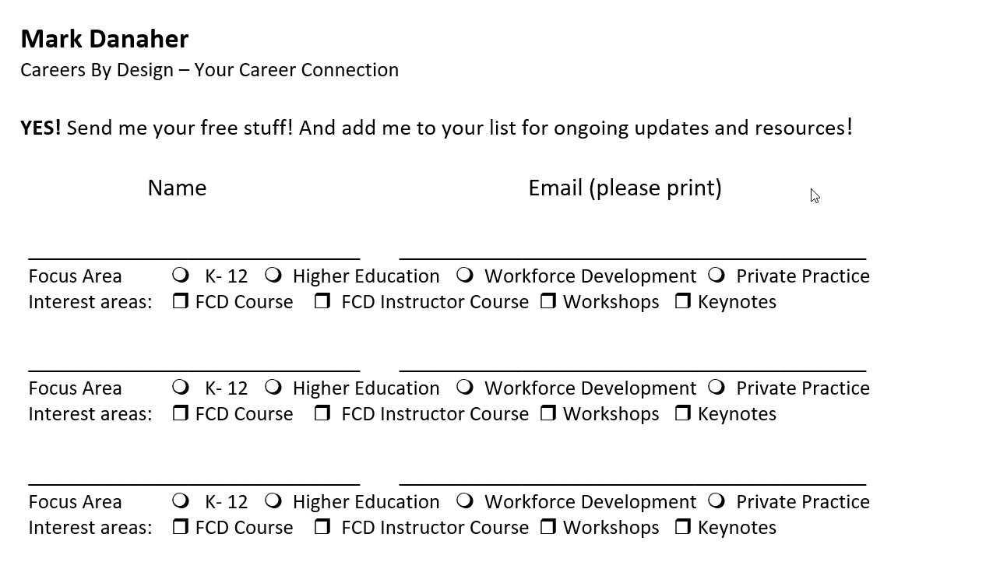 Mark Danaher
Careers By Design – Your Career Connection
YES! Send me your free stuff! And add me to your list for ongoing updates and resources!
Name Email (please print)
Focus Area ❍ K- 12 ❍ Higher Education ❍ Workforce Development ❍ Private Practice
Interest areas: ❒ FCD Course ❒ FCD Instructor Course ❒ Workshops ❒ Keynotes
Focus Area ❍ K- 12 ❍ Higher Education ❍ Workforce Development ❍ Private Practice
Interest areas: ❒ FCD Course ❒ FCD Instructor Course ❒ Workshops ❒ Keynotes
Focus Area ❍ K- 12 ❍ Higher Education ❍ Workforce Development ❍ Private Practice
Interest areas: ❒ FCD Course ❒ FCD Instructor Course ❒ Workshops ❒ Keynotes